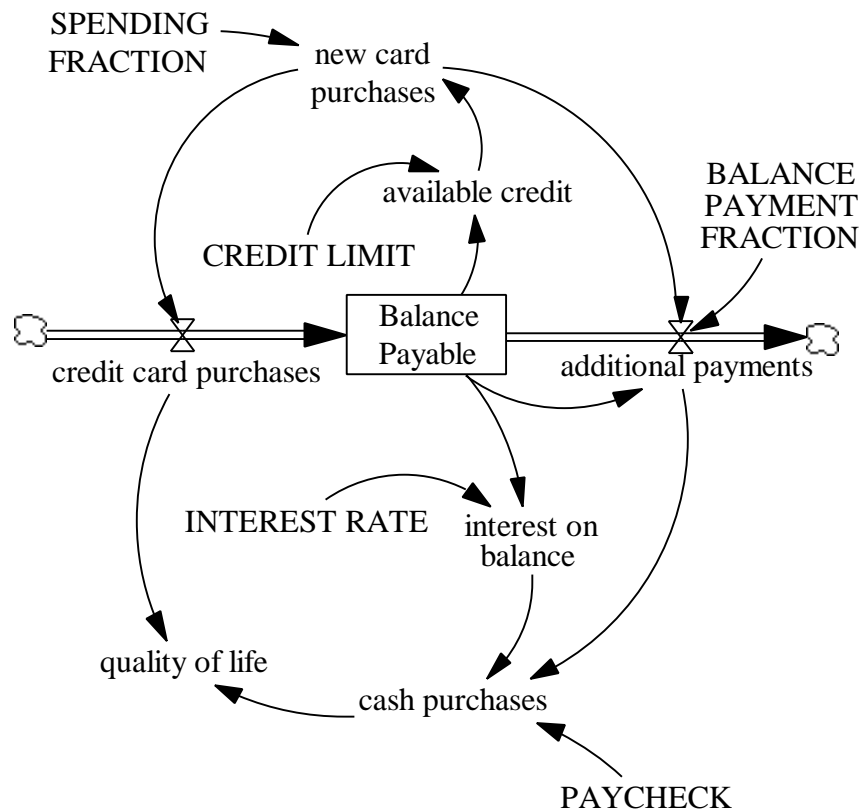 SPENDING
FRACTION
new card
purchases
available credit
BALANCE
PAYMENT
FRACTION
CREDIT LIMIT
Balance
Payable
credit card purchases
additional payments
INTEREST RATE
interest on
balance
quality of life
cash purchases
PAYCHECK